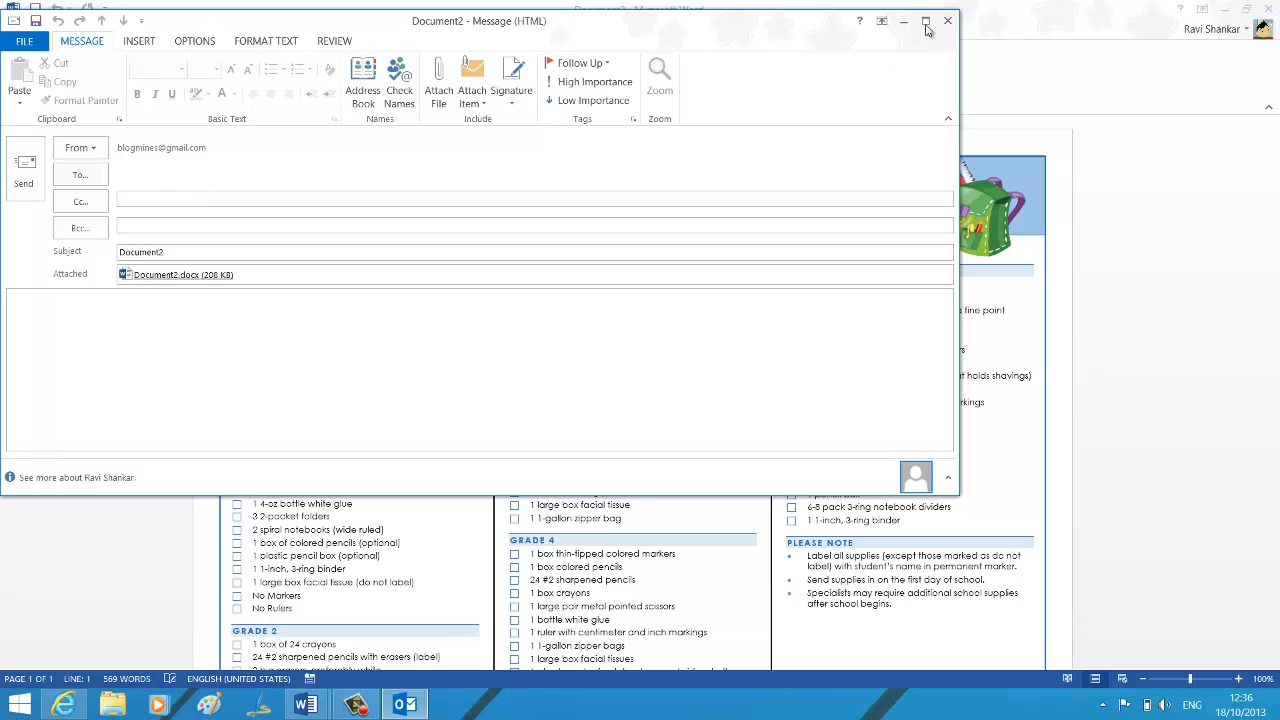 Document2 - Microsoft Word
Document2 - Message (HTML)
?
Ravi Shankar
FILE MESSAGE INSERT OPTIONS FORMAT TEXT REVIEW
Paste
Cut
Copy
Format Painter
B I U A
Address Book
Check Names
Attach File
Attach Item
Signature
Follow Up
High Importance
Low Importance
Zoom
Clipboard Basic Text Names Include Tags Zoom
Send
From blogmines@gmail.com
To...
Cc...
Bcc...
Subject Document2
Attached Document2.docx (208 KB)
See more about Ravi Shankar.
1 4-oz bottle white glue
3 2-pocket folders
2 spiral notebooks (wide ruled)
1 box of colored pencils (optional)
1 plastic pencil box (optional)
1 1-inch, 3-ring binder
1 large box facial tissue (do not label)
No Markers
No Rulers
GRADE 2
1 box of 24 crayons
24 #2 sharpened pencils with erasers (label)
1 large box facial tissue
1 1-gallon zipper bag
GRADE 4
1 box thin-tipped colored markers
1 box colored pencils
24 #2 sharpened pencils
1 box crayons
1 large pair metal pointed scissors
1 bottle white glue
1 ruler with centimeter and inch markings
1 1-gallon zipper bags
1 large box facial tissues
fine point
holds shavings)
6-8 pack 3-ring notebook dividers
1 1-inch, 3-ring binder
PLEASE NOTE
• Label all supplies (except those marked as do not
label) with student's name in permanent marker.
• Send supplies in on the first day of school.
• Specialists may require additional school supplies
after school begins.
PAGE 1 OF 1 LINE: 1 569 WORDS ENGLISH (UNITED STATES) 100%
ENG
12:36
18/10/2013